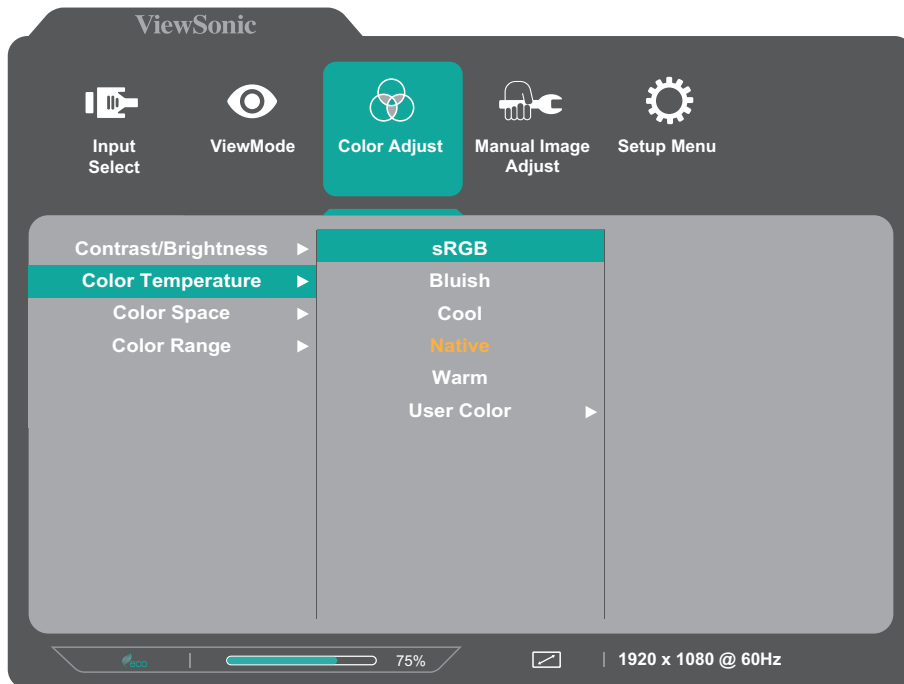 ViewSonic
Input
Select
ViewMode
Color Adjust
Manual Image
Adjust
Setup Menu
Contrast/Brightness
Color Temperature
Color Space
Color Range
sRGB
Bluish
Cool
Native
Warm
User Color
eco
75%
1920 x 1080 @ 60Hz